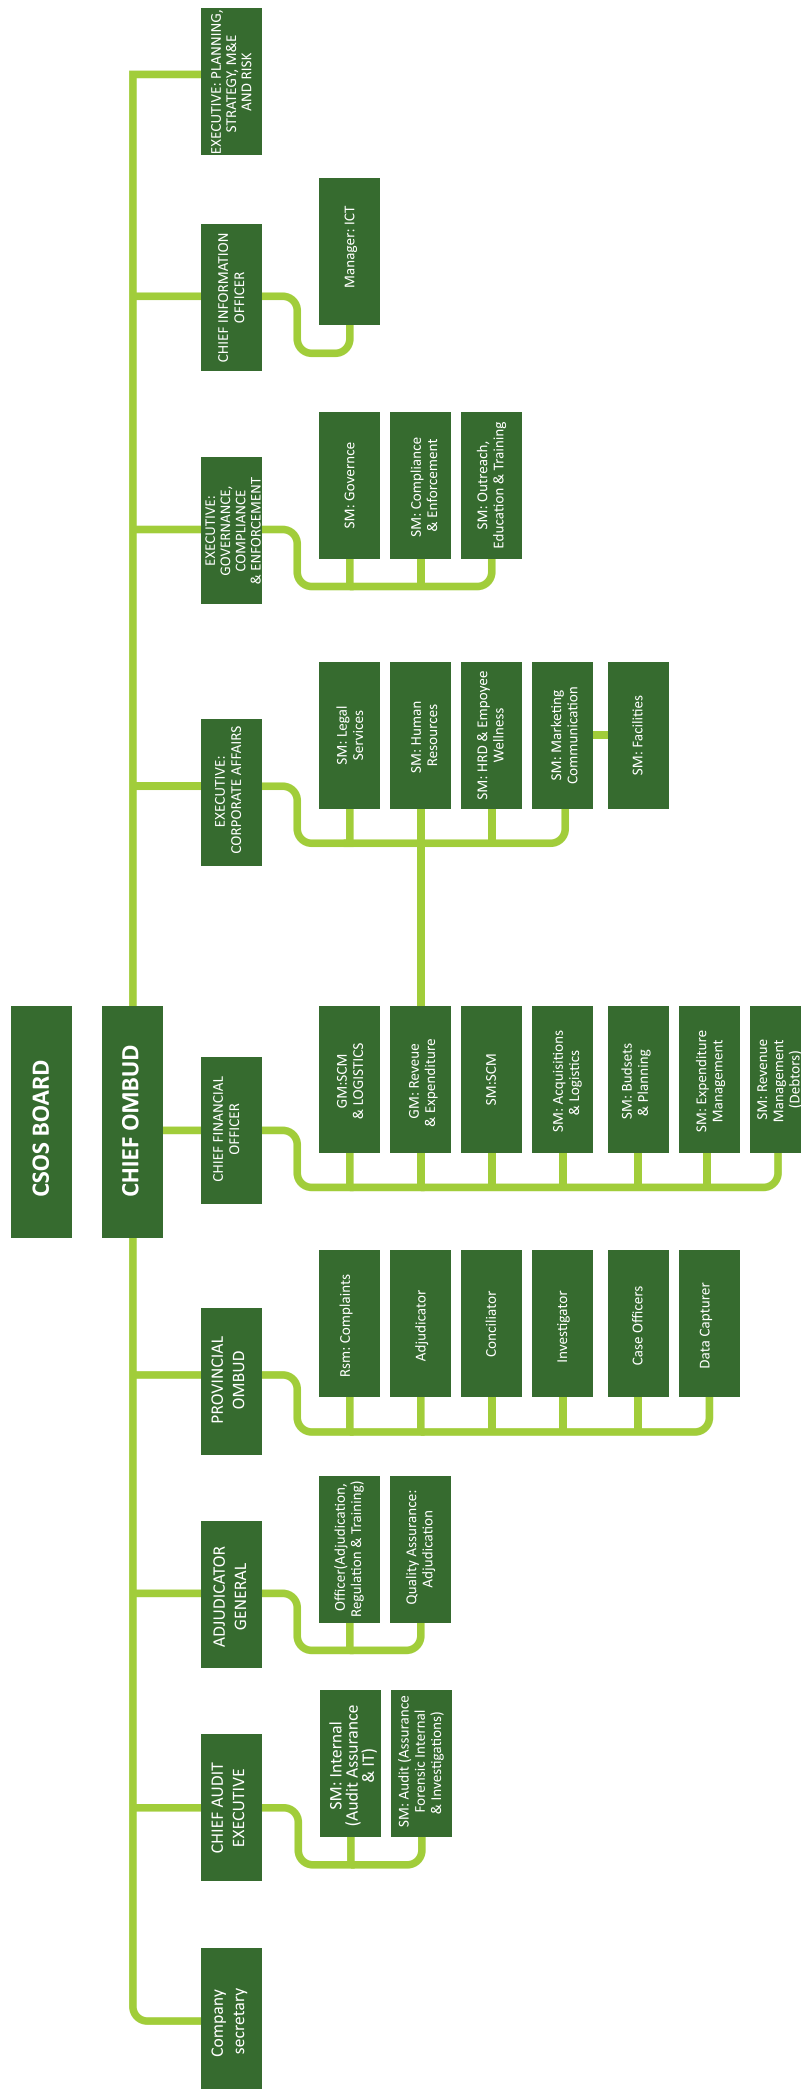 CSOS BOARD
CHIEF OMBUD
Company
secretary
CHIEF AUDIT
EXECUTIVE
ADJUDICATOR
GENERAL
PROVINCIAL
OMBUD
CHIEF FINANCIAL
OFFICER
EXECUTIVE:
CORPORATE AFFAIRS
EXECUTIVE:
GOVERNANCE,
COMPLIANCE
& ENFORCEMENT
CHIEF INFORMATION
OFFICER
EXECUTIVE: PLANNING,
STRATEGY, M&E
AND RISK
SM: Internal
(Audit Assurance
& IT)
SM: Audit (Assurance
Forensic Internal
& Investigations)
Officer(Adjudication,
Regulation & Training)
Quality Assurance:
Adjudication
Rsm: Complaints
Adjudicator
Conciliator
Investigator
Case Officers
Data Capturer
GM:SCM
& LOGISTICS
GM: Reveue
& Expenditure
SM:SCM
SM: Acquisitions
& Logistics
SM: Budsets
& Planning
SM: Expenditure
Management
SM: Revenue
Management
(Debtors)
SM: Legal
Services
SM: Human
Resources
SM: HRD & Empoyee
Wellness
SM: Marketing
Communication
SM: Facilities
SM: Governce
SM: Compliance
& Enforcement
SM: Outreach,
Education & Training
Manager: ICT